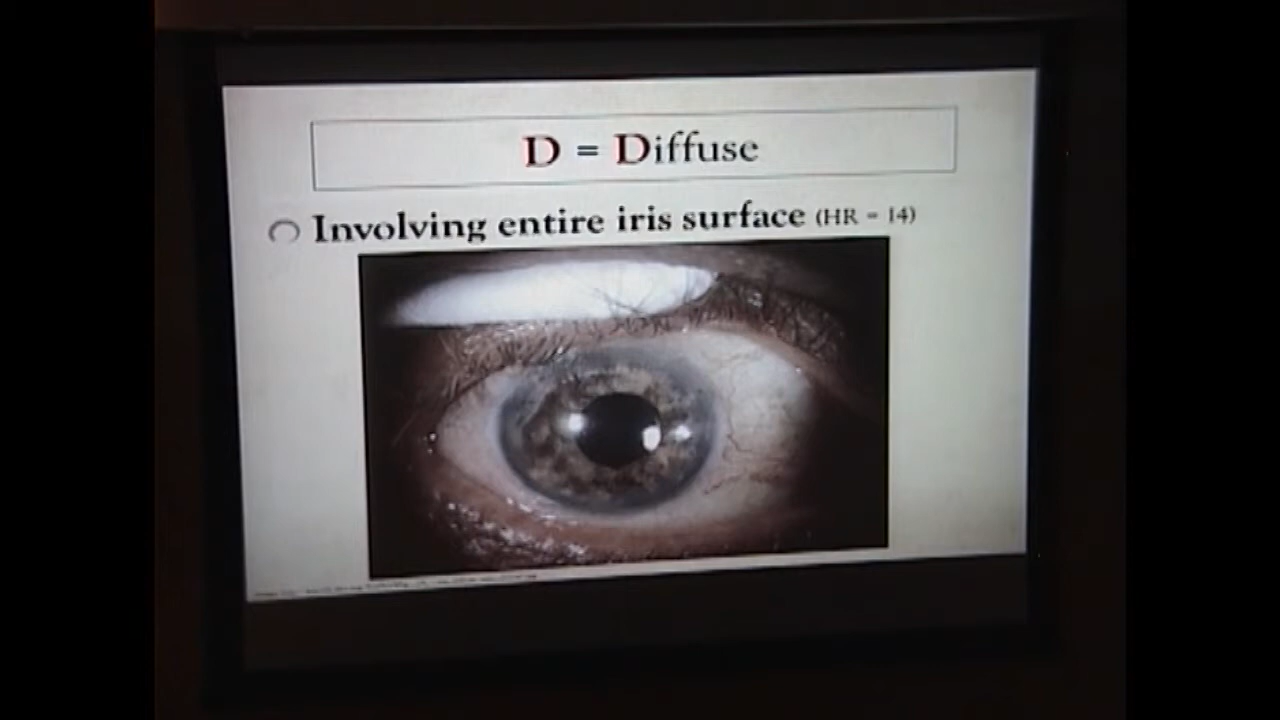 D = Diffuse
Involving entire iris surface (HR = 14)